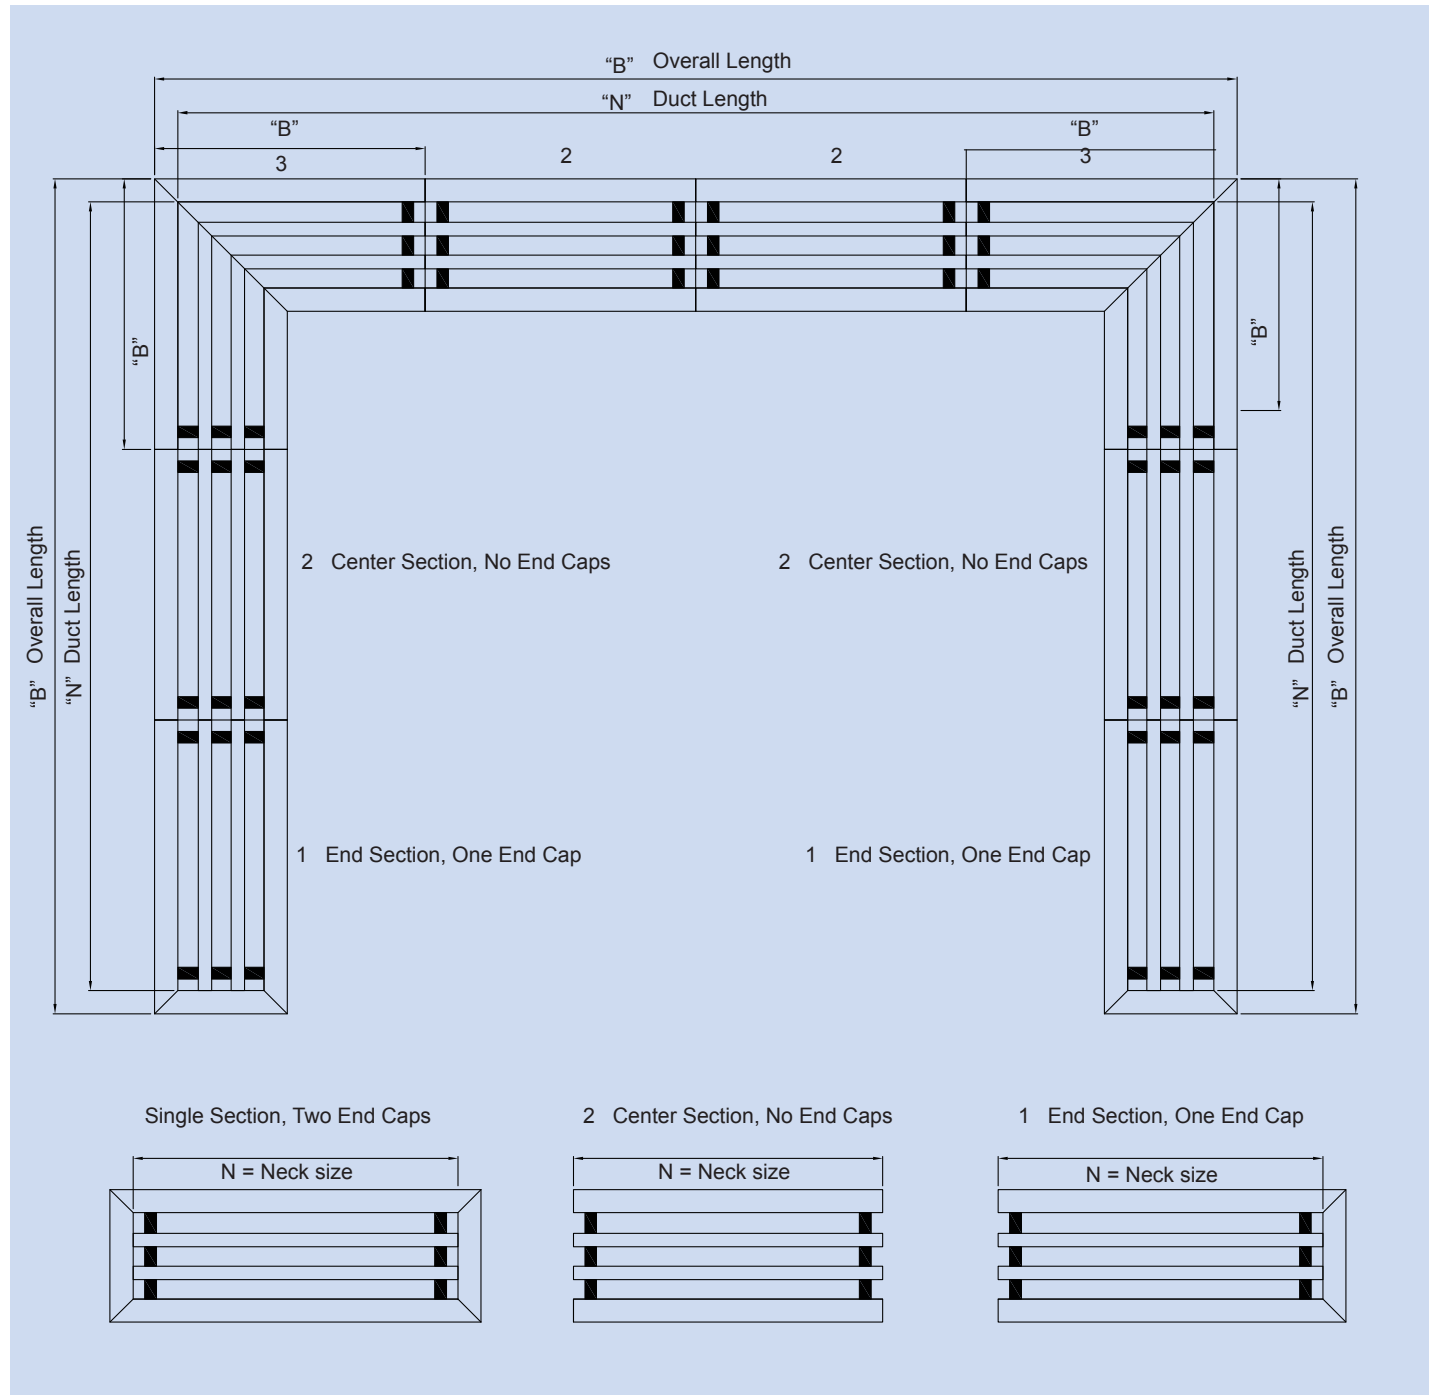 “B” Overall Length
“N” Duct Length
“B”
“B”
3
2
2
3
“B”
“B”
“B” Overall Length
“N” Duct Length
2 Center Section, No End Caps
2 Center Section, No End Caps
“N” Duct Length
“B” Overall Length
1 End Section, One End Cap
1 End Section, One End Cap
Single Section, Two End Caps
2 Center Section, No End Caps
1 End Section, One End Cap
N = Neck size
N = Neck size
N = Neck size